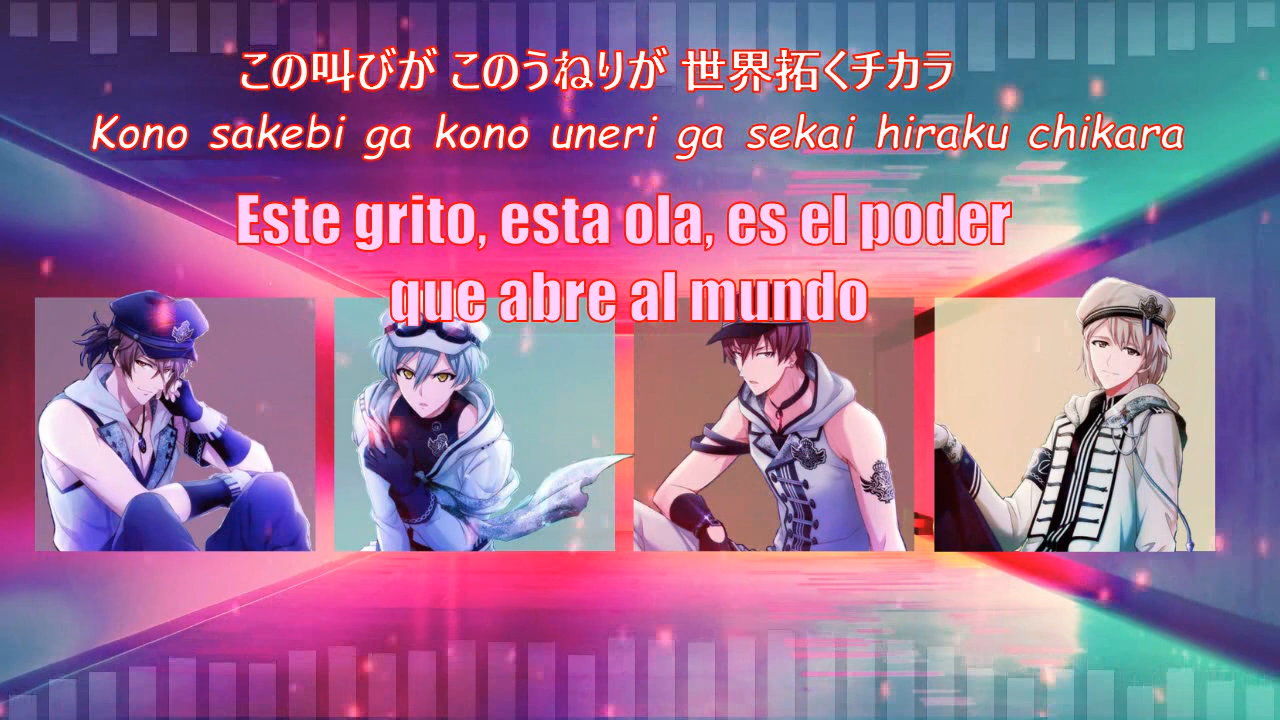 この叫びが このうねりが 世界拓くチカラ
Kono sakebi ga kono uneri ga sekai hiraku chikara
Este grito, esta ola, es el poder
que abre al mundo